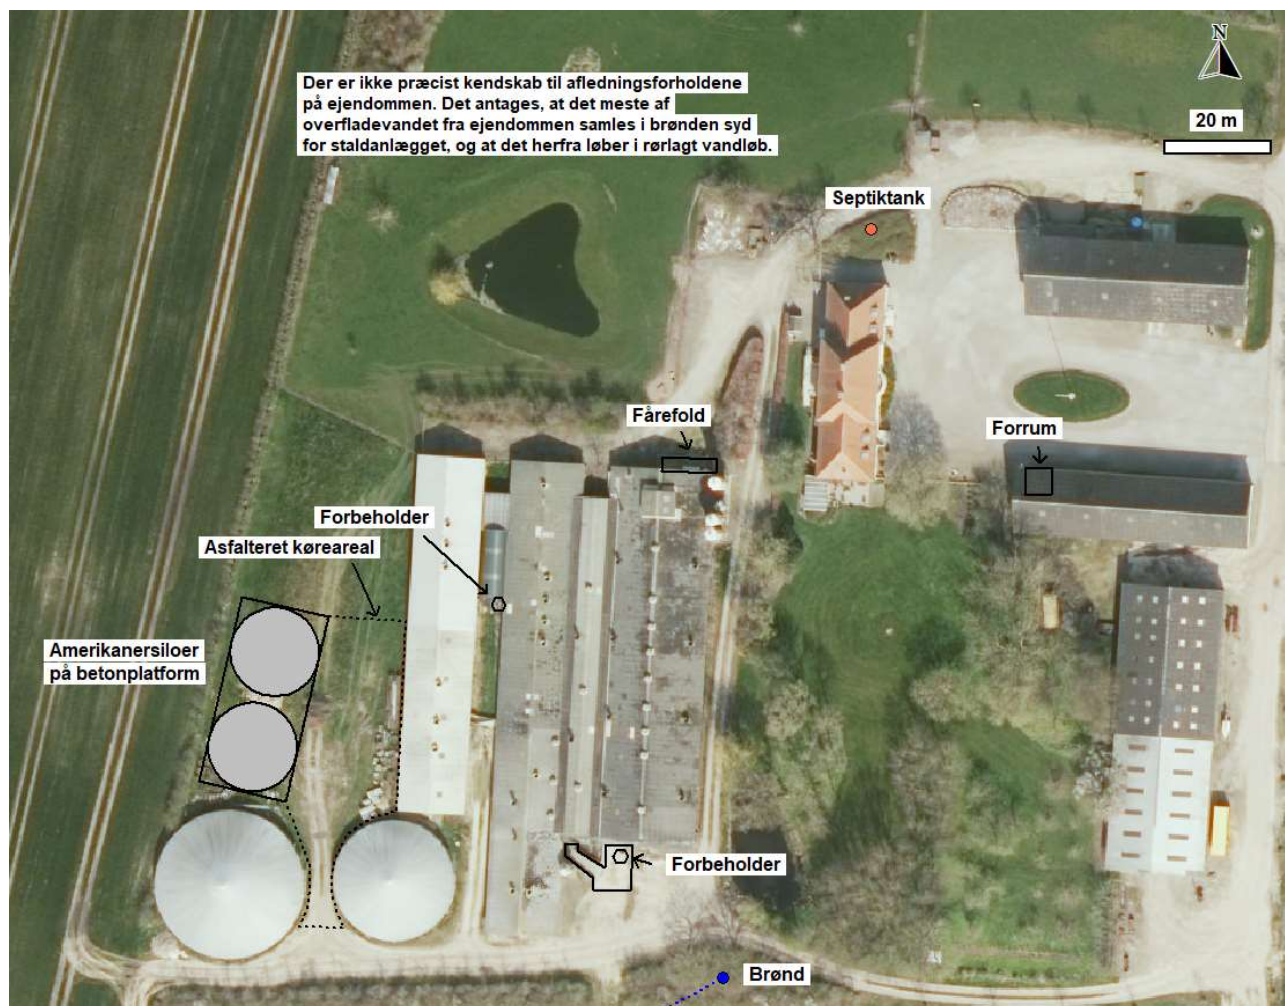 Der er ikke præcist kendskab til afledningsforholdene
på ejendommen. Det antages, at det meste af
overfladevandet fra ejendommen samles i brønden syd
for staldanlægget, og at det herfra løber i rørlagt vandløb.
N
20 m
Septiktank
Fårefold
Forrum
Forbeholder
Asfalteret køreareal
Amerikanersiloer
på betonplatform
Forbeholder
Brønd